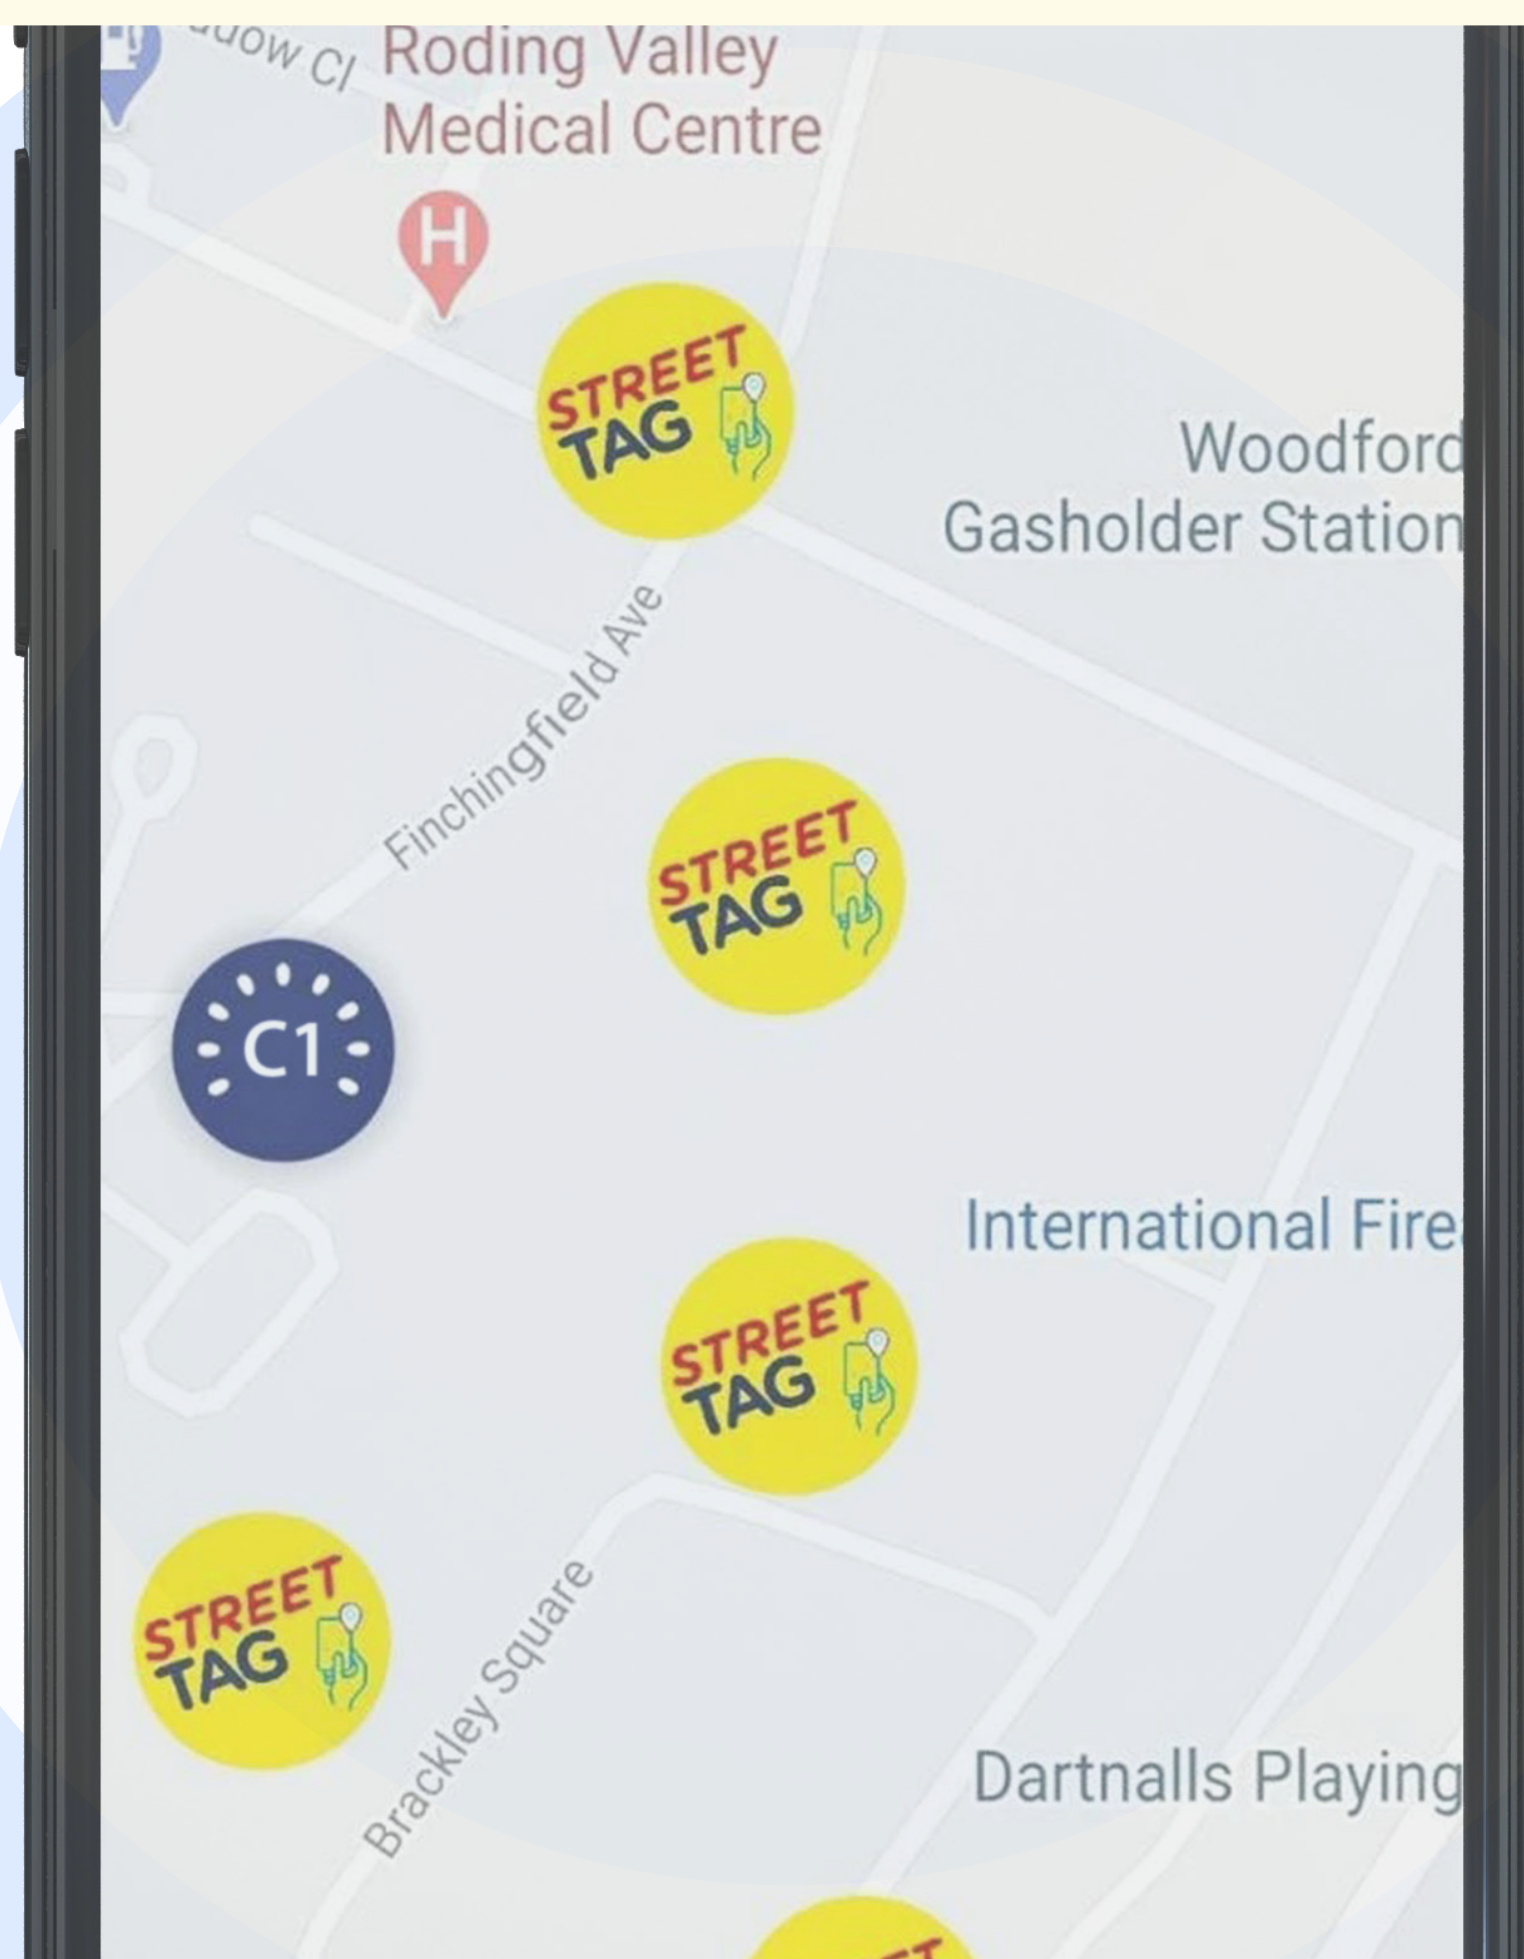 Roding Valley
Medical Centre
H
STREET
TAG
Woodford
Gasholder Station
Finchingfield Ave
STREET
TAG
C1
International Fire
STREET
TAG
STREET
TAG
Brackley Square
Dartnalls Playing